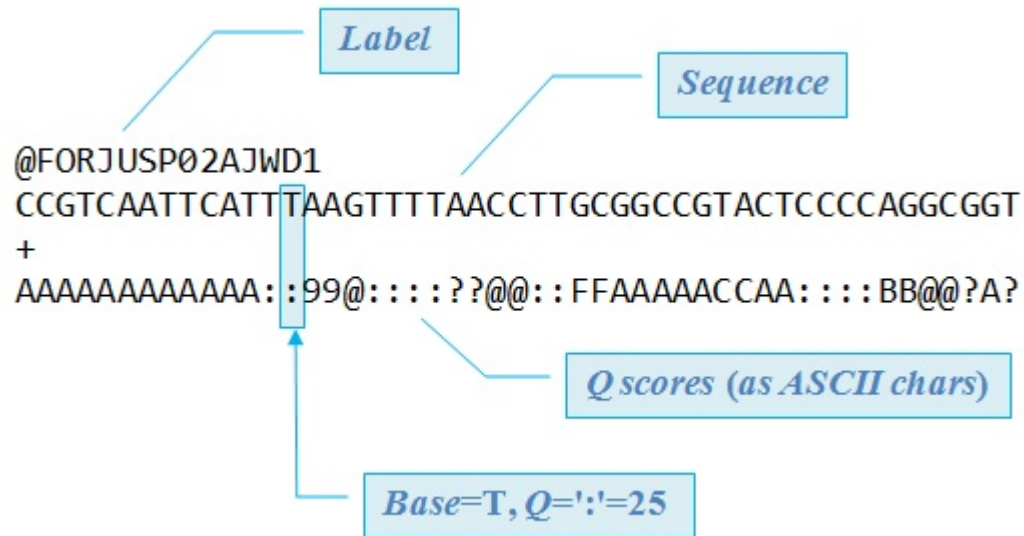 Label
Sequence
@FORJUSP02AJWD1
CCGTCAATTCATTTAAGTTTTAACCTTGCGGCCGTACTCCCCAGGCGGT
+
AAAAAAAAAAAA::99@::::??@@::FFAAAAACCAA::::BB@@?A?
Q scores (as ASCII chars)
Base=T, Q=':'=25